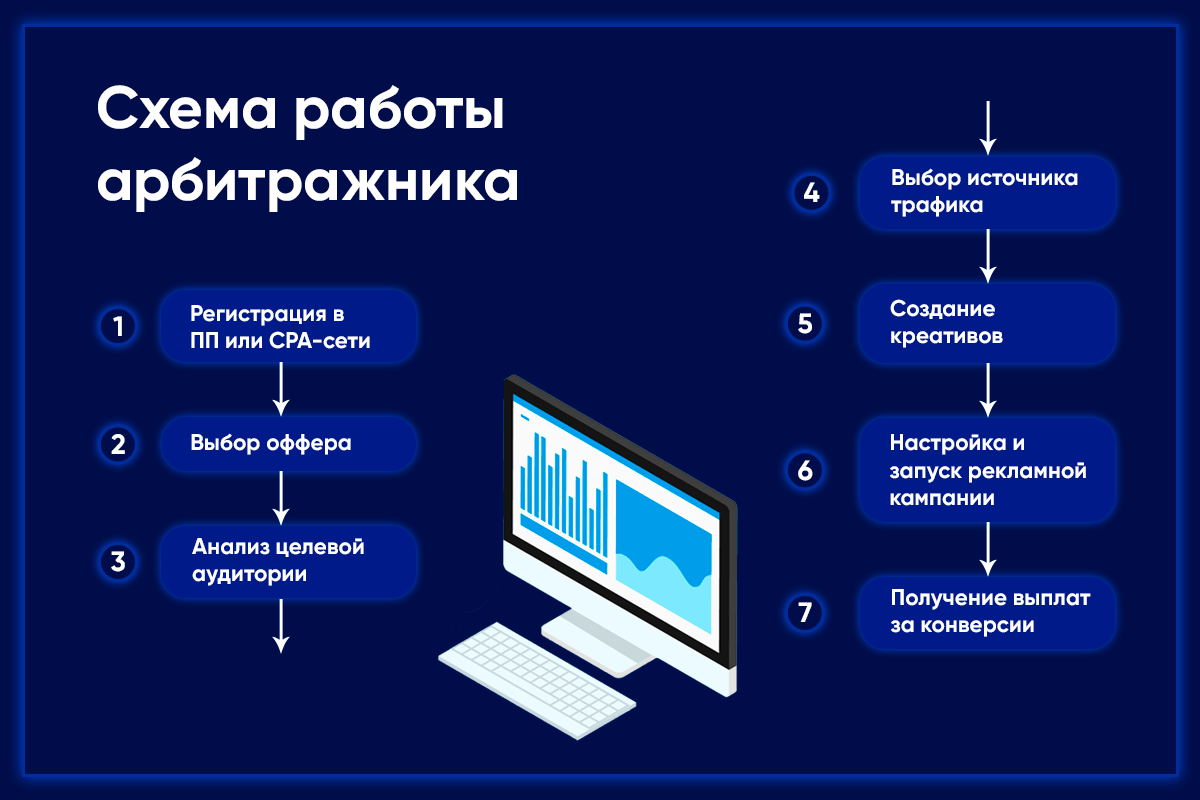 Схема работы
арбитражника
1
Регистрация в
ПП или CPA-сети
2
Выбор оффера
3
Анализ целевой
аудитории
4
Выбор источника
трафика
5
Создание
креативов
6
Настройка и
запуск рекламной
кампании
7
Получение выплат
за конверсии